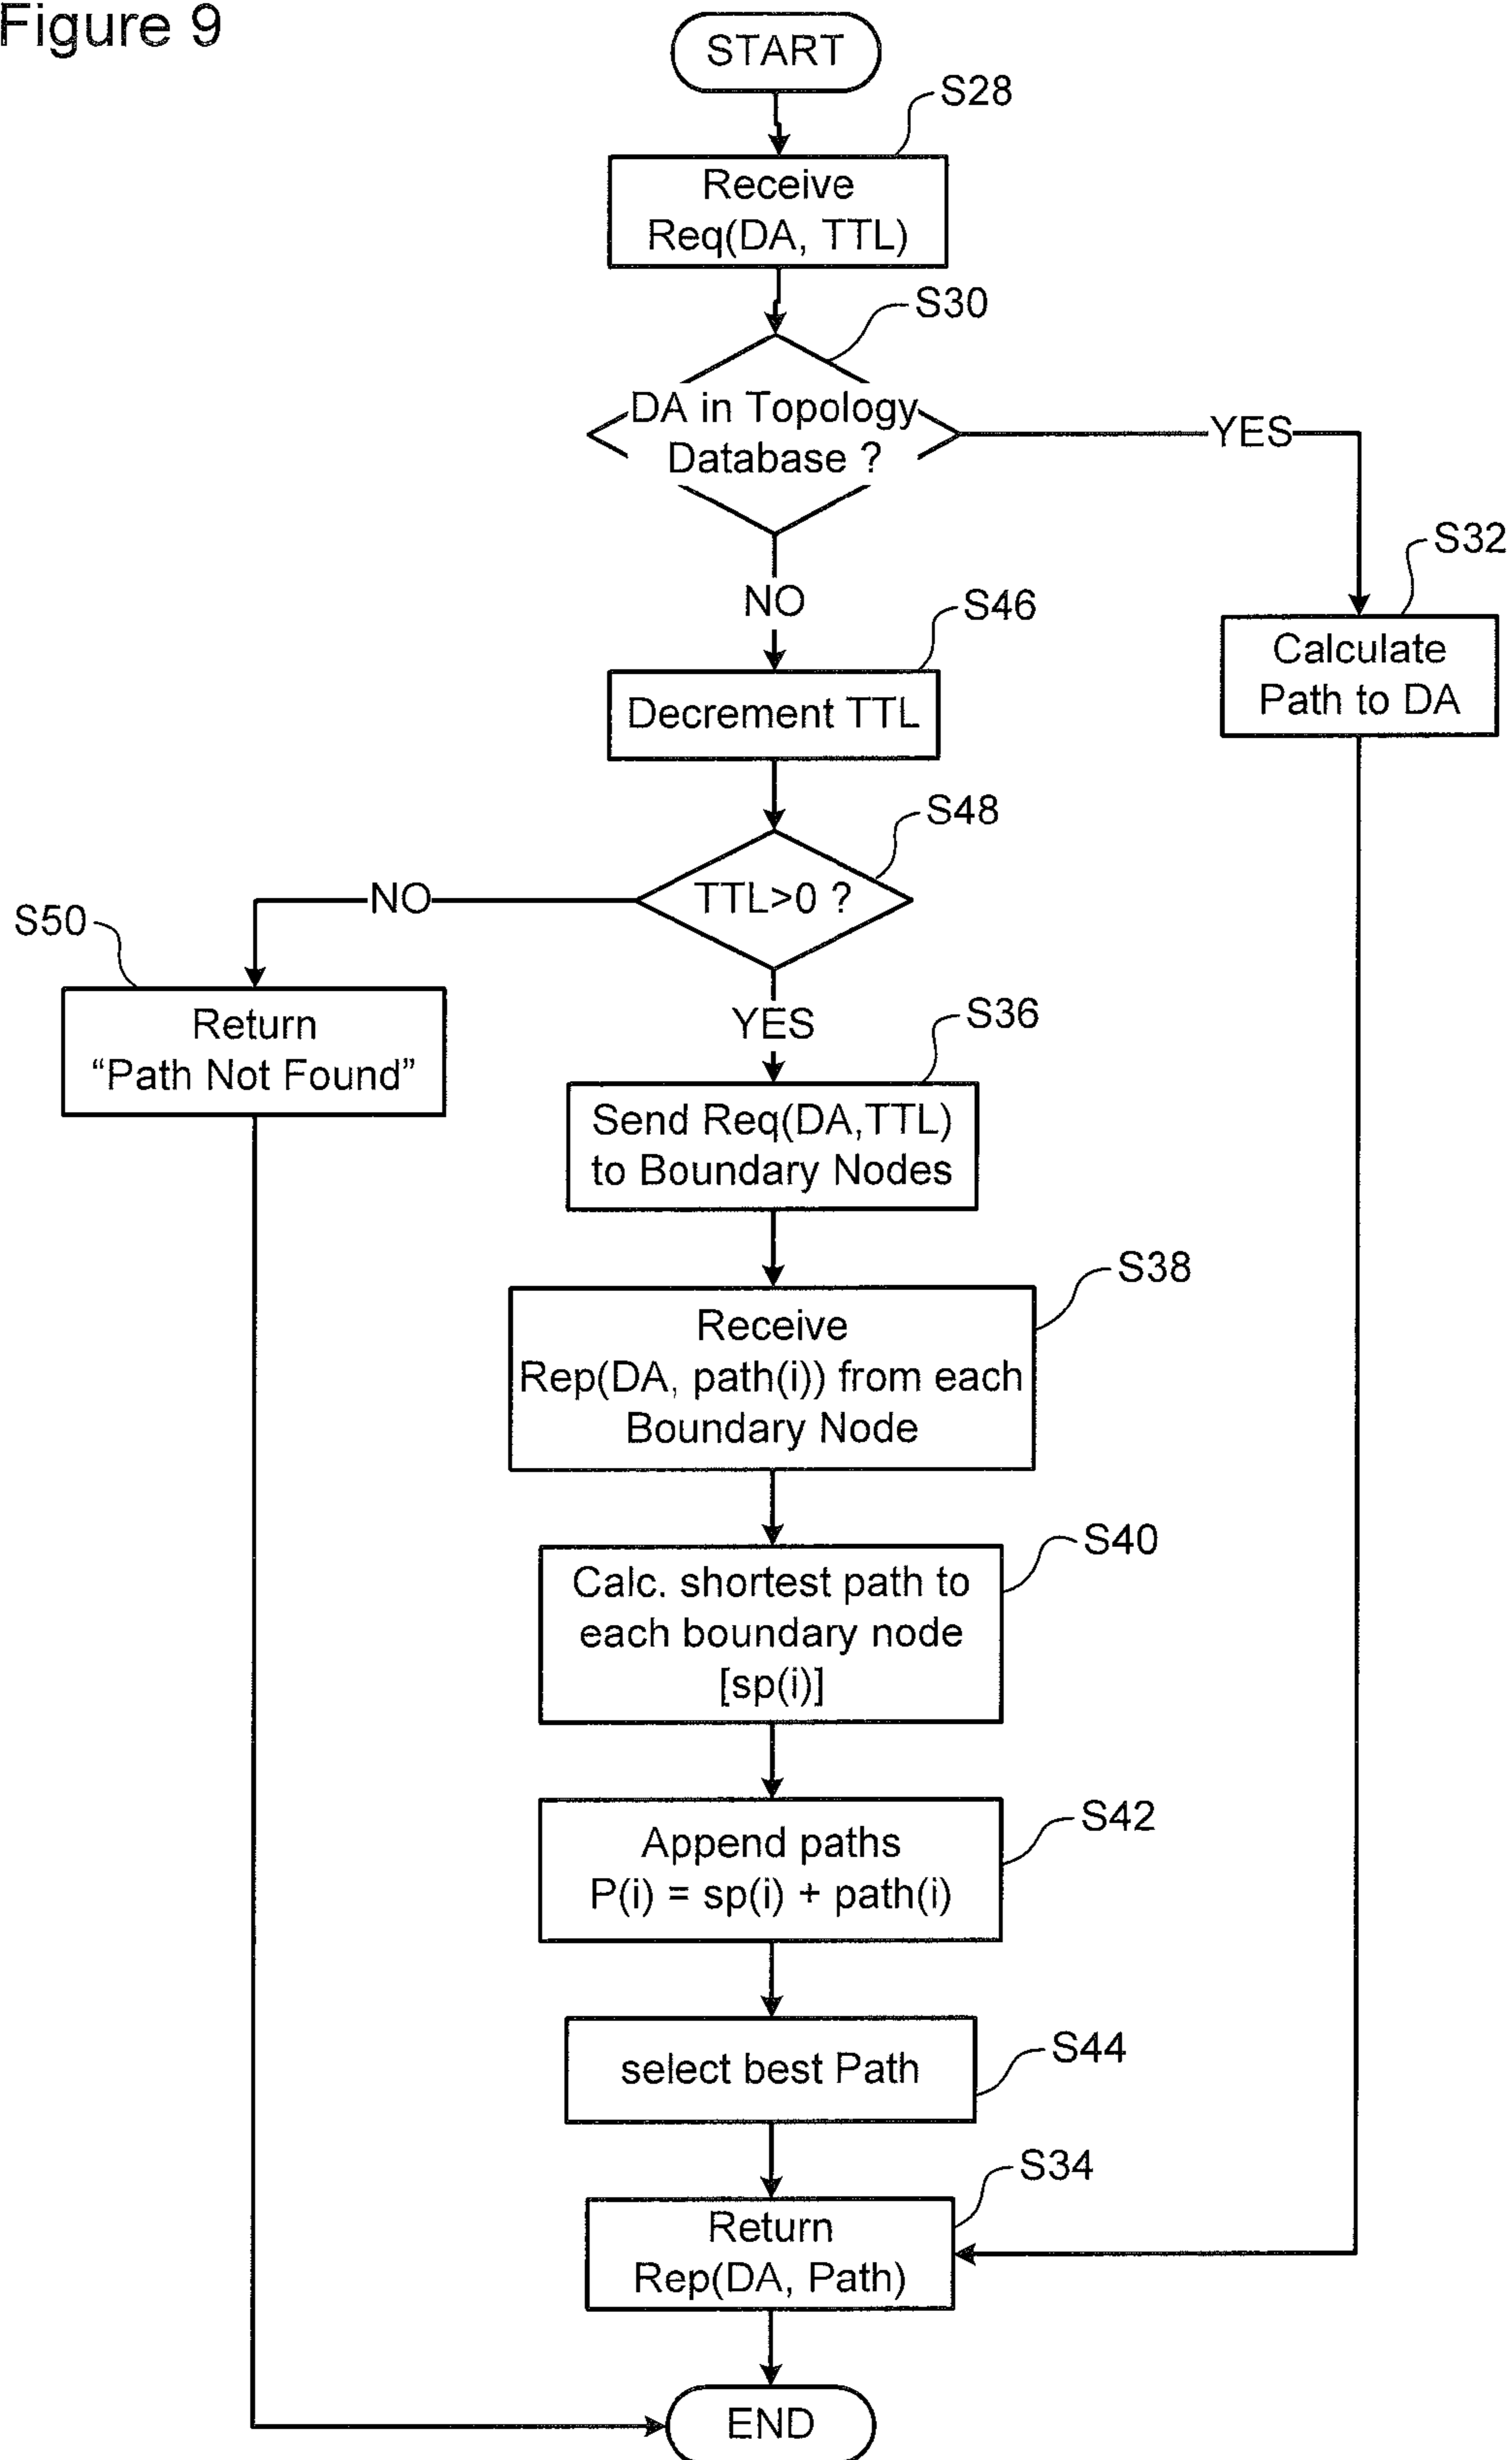 Figure 9
START
S28
Receive
Req(DA, TTL)
S30
DA in Topology
Database ?
YES
S32
Calculate
Path to DA
NO
S46
Decrement TTL
S48
TTL>0 ?
NO
S50
Return
“Path Not Found”
YES
S36
Send Req(DA,TTL)
to Boundary Nodes
S38
Receive
Rep(DA, path(i)) from each
Boundary Node
S40
Calc. shortest path to
each boundary node
[sp(i)]
S42
Append paths
P(i) = sp(i) + path(i)
S44
select best Path
S34
Return
Rep(DA, Path)
END